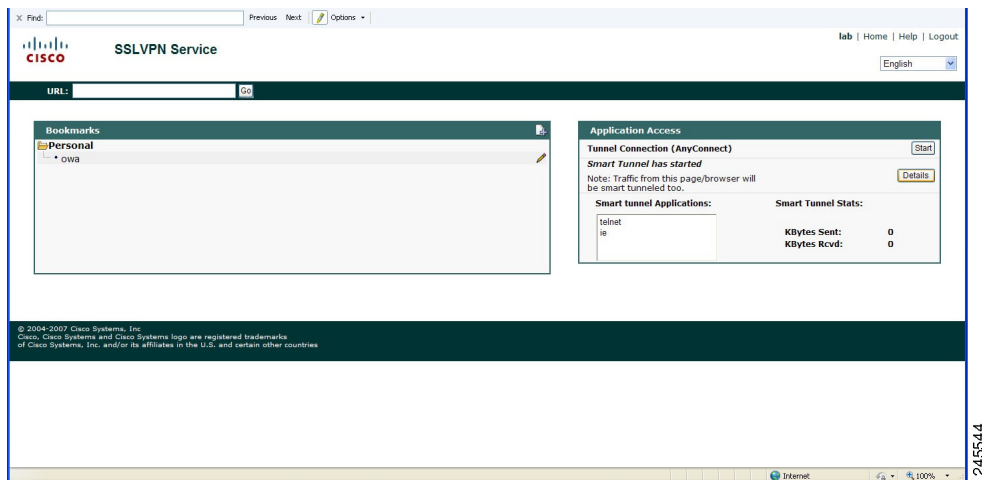 X Find: Previous Next Options
lab | Home | Help | Logout
CISCO
SSLVPN Service
English
URL: Go
Bookmarks
Personal
owa
Application Access
Tunnel Connection (AnyConnect) Start
Smart Tunnel has started
Note: Traffic from this page/browser will
be smart tunneled too.
Details
Smart tunnel Applications: Smart Tunnel Stats:
telnet
ie
KBytes Sent: 0
KBytes Rcvd: 0
© 2004-2007 Cisco Systems, Inc
Cisco, Cisco Systems and Cisco Systems logo are registered trademarks
of Cisco Systems, Inc. and/or its affiliates in the U.S. and certain other countries
Internet 100%
245544